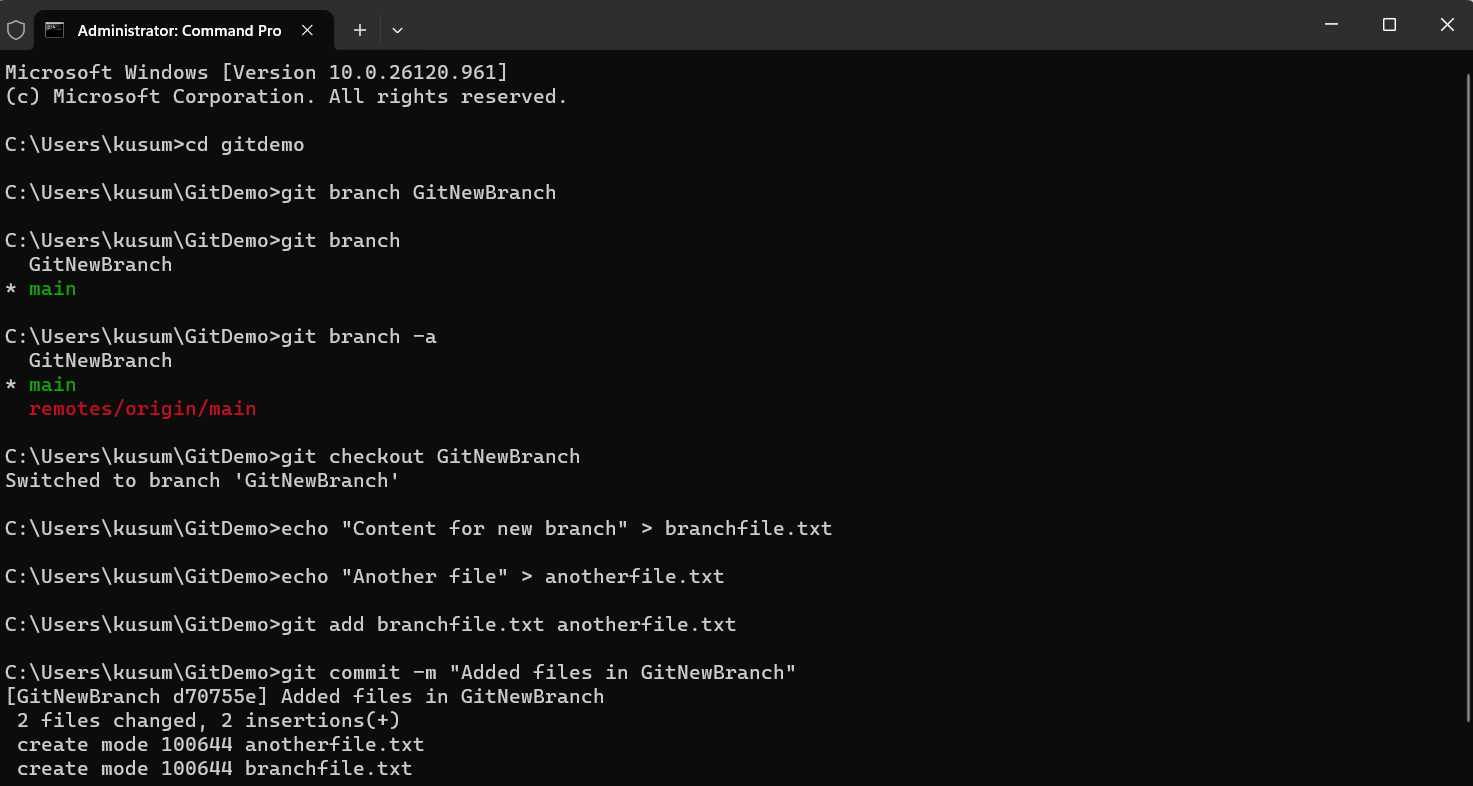 Administrator: Command Pro
Microsoft Windows [Version 10.0.26120.961]
(c) Microsoft Corporation. All rights reserved.
C:\Users\kusum>cd gitdemo
C:\Users\kusum\GitDemo>git branch GitNewBranch
C:\Users\kusum\GitDemo>git branch
  GitNewBranch
* main
C:\Users\kusum\GitDemo>git branch -a
  GitNewBranch
* main
  remotes/origin/main
C:\Users\kusum\GitDemo>git checkout GitNewBranch
Switched to branch 'GitNewBranch'
C:\Users\kusum\GitDemo>echo "Content for new branch" > branchfile.txt
C:\Users\kusum\GitDemo>echo "Another file" > anotherfile.txt
C:\Users\kusum\GitDemo>git add branchfile.txt anotherfile.txt
C:\Users\kusum\GitDemo>git commit -m "Added files in GitNewBranch"
[GitNewBranch d70755e] Added files in GitNewBranch
 2 files changed, 2 insertions(+)
 create mode 100644 anotherfile.txt
 create mode 100644 branchfile.txt